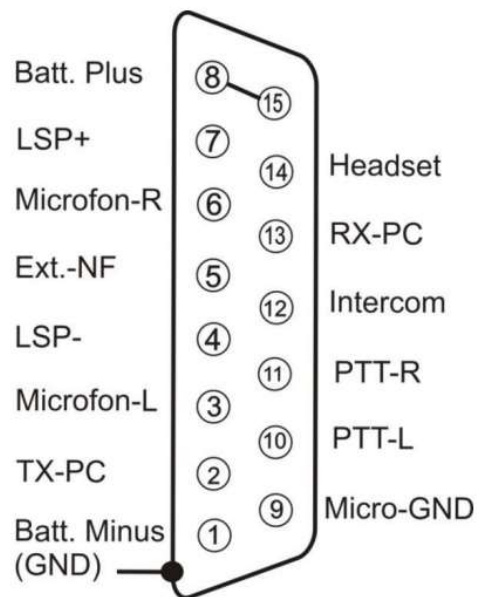 Batt. Plus
8
15
LSP+
7
14
Headset
Microfon-R
6
13
RX-PC
Ext.-NF
5
12
Intercom
LSP-
4
11
PTT-R
Microfon-L
3
10
PTT-L
TX-PC
2
9
Micro-GND
Batt. Minus
(GND)
1